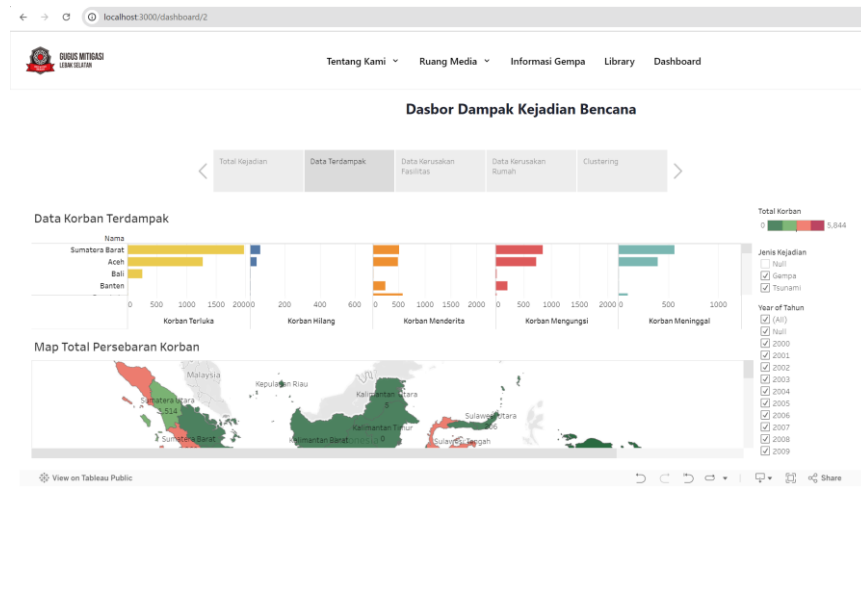 localhost:3000/dashboard/2
GUGUS MITIGASI
LEBAK SELATAN
Tentang Kami
Ruang Media
Informasi Gempa
Library
Dashboard
Dasbor Dampak Kejadian Bencana
Total Kejadian
Data Terdampak
Data Kerusakan
Fasilitas
Data Kerusakan
Rumah
Clustering
Data Korban Terdampak
Nama
Sumatera Barat
Aceh
Bali
Banten
0 500 1000 1500 2000
0 200 400 600
0 500 1000 1500 2000
0 500 1000 1500 2000
0 500 1000
Korban Terluka
Korban Hilang
Korban Menderita
Korban Mengungsi
Korban Meninggal
Total Korban
0 5,844
Jenis Kejadian
Null
Gempa
Tsunami
Year of Tahun
(All)
Null
2000
2001
2002
2003
2004
2005
2006
2007
2008
2009
Map Total Persebaran Korban
Malaysia
Kepulauan Riau
Sumatera Utara
2,514
Kalimantan Utara
Sulawesi Utara
Kalimantan Timur
0
Sumatera Barat
Kalimantan Barat
Sulawesi Tengah
View on Tableau Public
Share